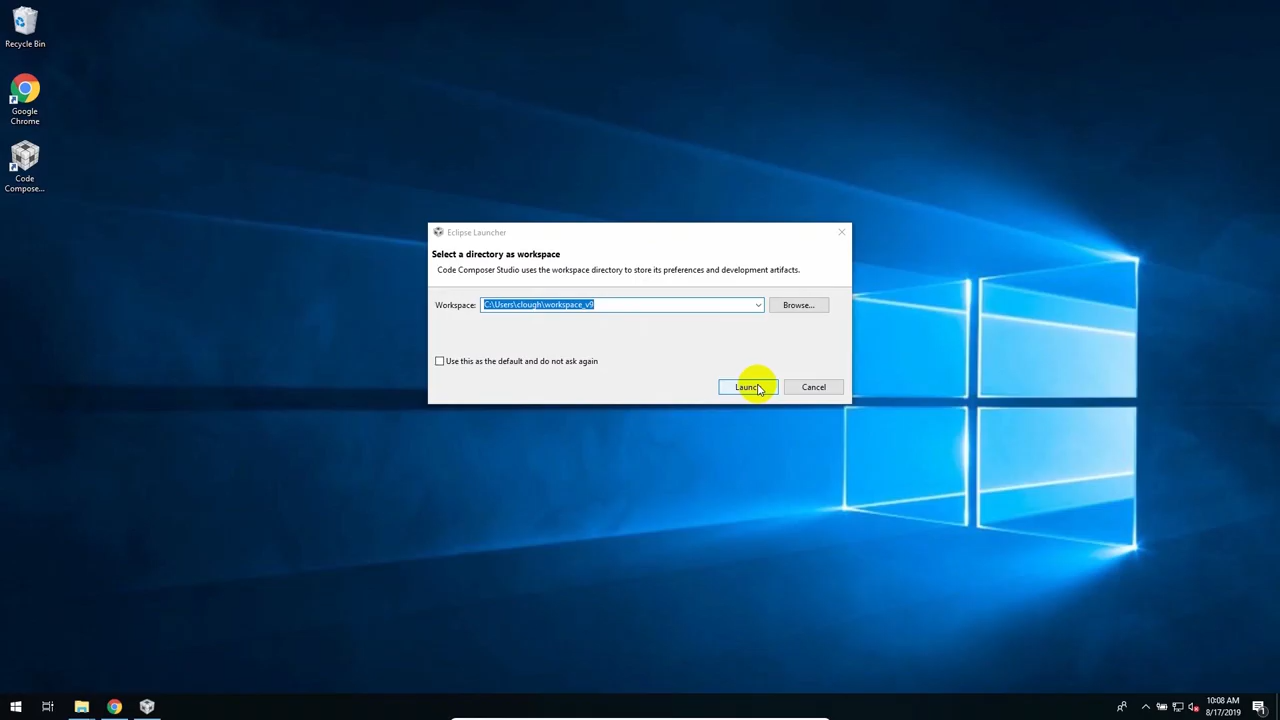 Recycle Bin
Google
Chrome
Code
Compose...
Eclipse Launcher
Select a directory as workspace
Code Composer Studio uses the workspace directory to store its preferences and development artifacts.
Workspace: C:\Users\clough\workspace_v9 Browse...
Use this as the default and do not ask again
Launch Cancel
10:08 AM
8/17/2019
1